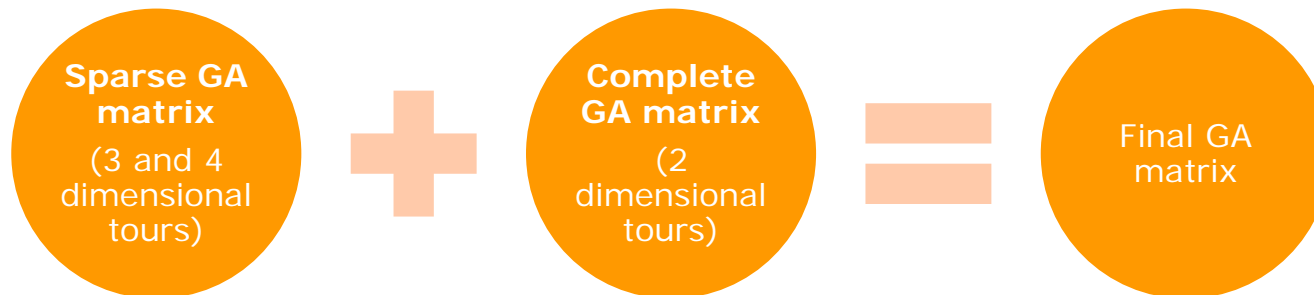 Sparse GA
matrix
(3 and 4
dimensional
tours)
Complete
GA matrix
(2
dimensional
tours)
Final GA
matrix